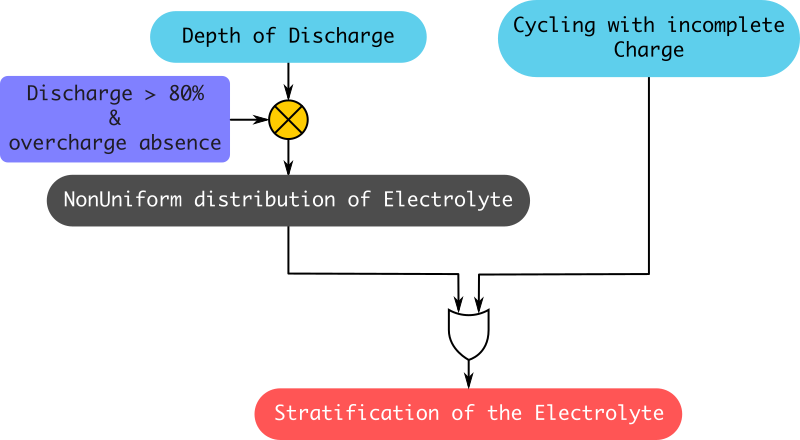 Depth of Discharge
Cycling with incomplete
Charge
Discharge > 80%
&
overcharge absence
NonUniform distribution of Electrolyte
Stratification of the Electrolyte